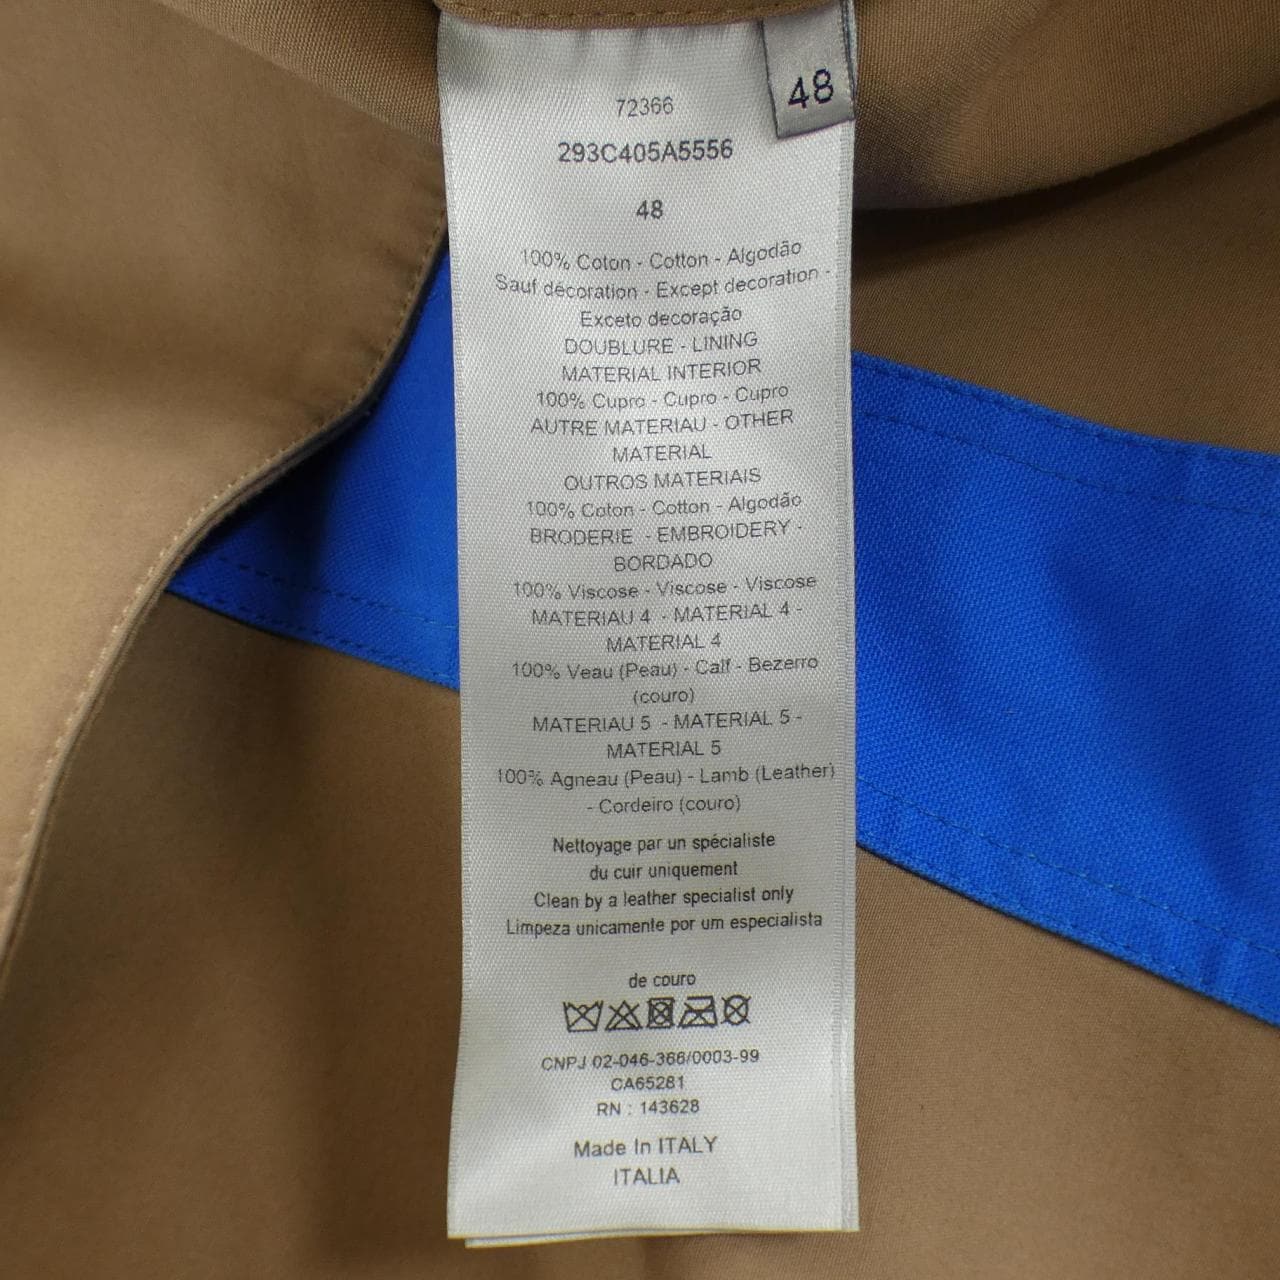 48
72366
293C405A5556
48
100% Coton - Cotton - Algodão
Sauf décoration - Except decoration -
Exceto decoração
DOUBLURE - LINING
MATERIAL INTERIOR
100% Cupro - Cupro - Cupro
AUTRE MATERIAU - OTHER
MATERIAL
OUTROS MATERIAIS
100% Coton - Cotton - Algodão
BRODERIE - EMBROIDERY -
BORDADO
100% Viscose - Viscose - Viscose
MATERIAU 4 - MATERIAL 4 -
MATERIAL 4
100% Veau (Peau) - Calf - Bezerro
(couro)
MATERIAU 5 - MATERIAL 5 -
MATERIAL 5
100% Agneau (Peau) - Lamb (Leather)
- Cordeiro (couro)
Nettoyage par un spécialiste
du cuir uniquement
Clean by a leather specialist only
Limpeza unicamente por um especialista
de couro
CNPJ 02-046-366/0003-99
CA65281
RN : 143628
Made In ITALY
ITALIA